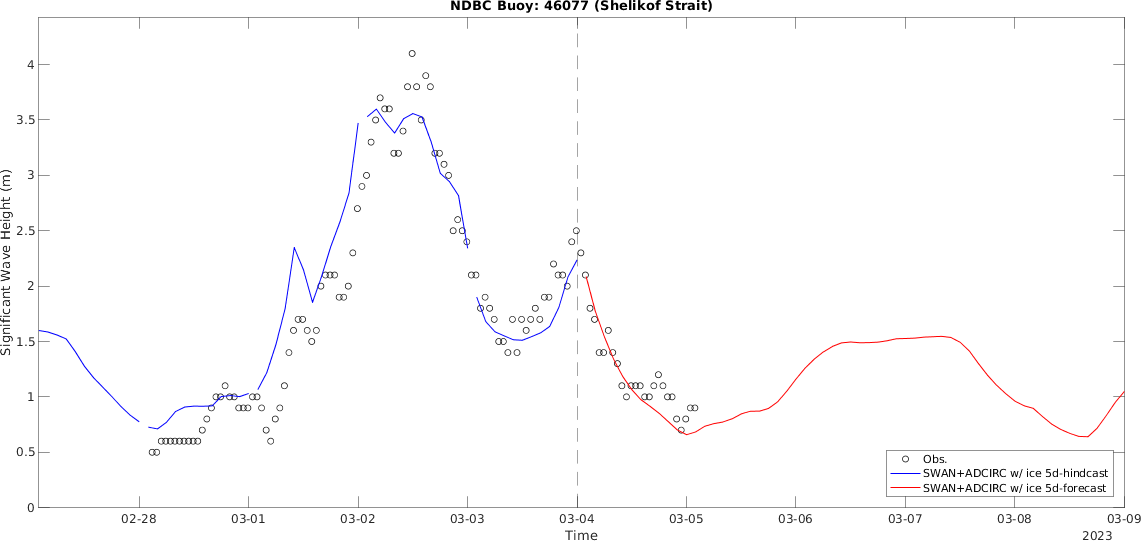 NDBC Buoy: 46077 (Shelikof Strait)
Significant Wave Height (m)
4
3.5
3
2.5
2
1.5
1
0.5
0
Obs.
SWAN+ADCIRC w/ ice 5d-hindcast
SWAN+ADCIRC w/ ice 5d-forecast
02-28 03-01 03-02 03-03 03-04 03-05 03-06 03-07 03-08 03-09
Time
2023